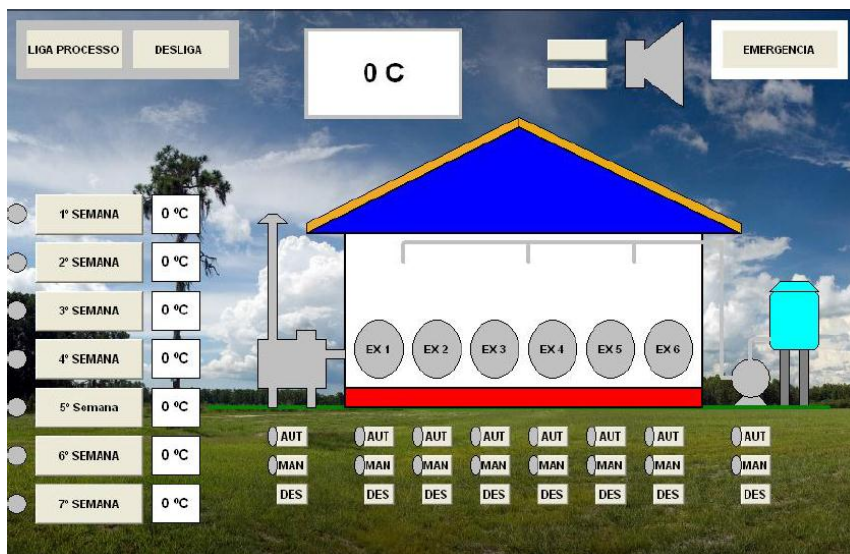 LIGA PROCESSO DESLIGA
0 C
EMERGENCIA
1º SEMANA 0 ºC
2º SEMANA 0 ºC
3º SEMANA 0 ºC
4º SEMANA 0 ºC
5º Semana 0 ºC
6º SEMANA 0 ºC
7º SEMANA 0 ºC
EX 1 EX 2 EX 3 EX 4 EX 5 EX 6
AUT AUT AUT AUT AUT AUT AUT AUT
MAN MAN MAN MAN MAN MAN MAN MAN
DES DES DES DES DES DES DES DES